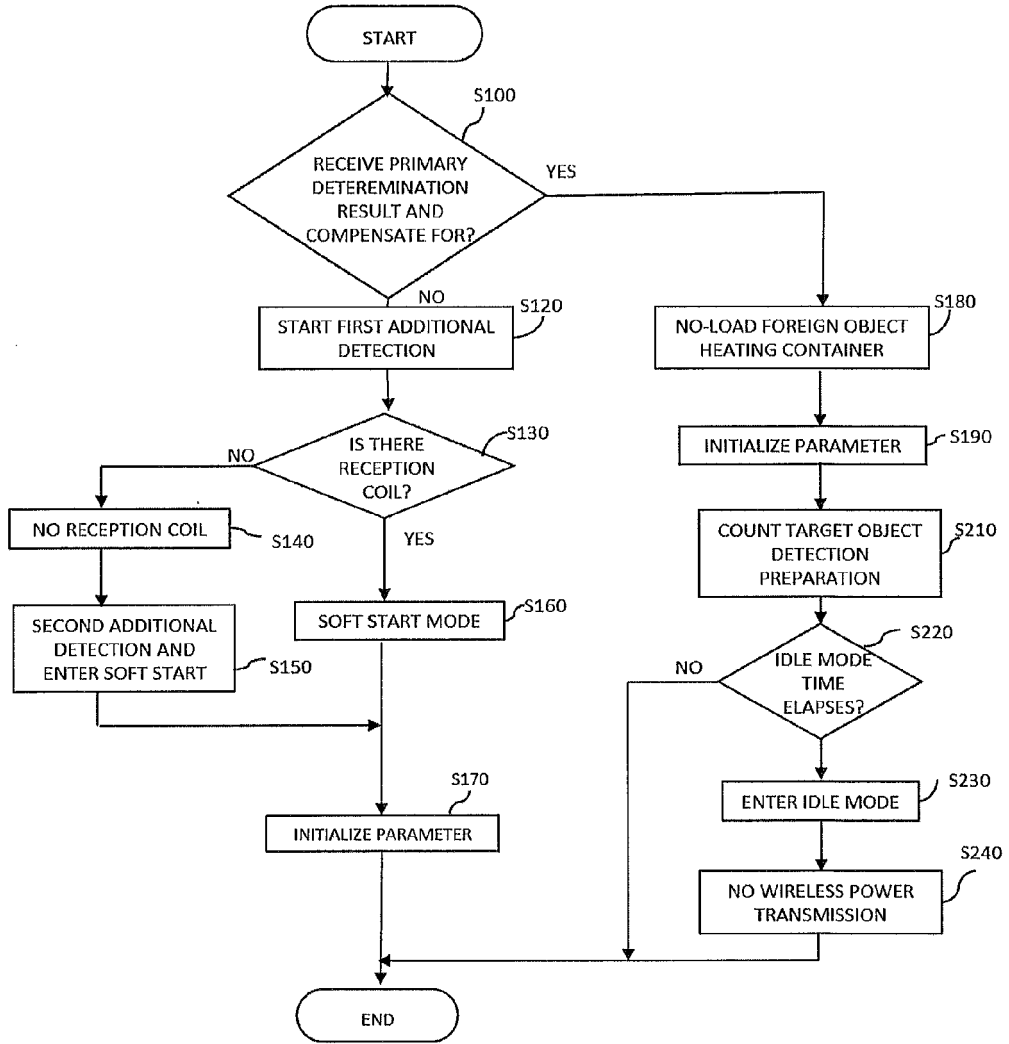 START
S100
RECEIVE PRIMARY
DETEREMINATION
RESULT AND
COMPENSATE FOR?
YES
NO
S120
START FIRST ADDITIONAL
DETECTION
S180
NO-LOAD FOREIGN OBJECT
HEATING CONTAINER
S130
IS THERE
RECEPTION
COIL?
NO
YES
S190
INITIALIZE PARAMETER
NO RECEPTION COIL
S140
COUNT TARGET OBJECT
DETECTION
PREPARATION
S210
SECOND ADDITIONAL
DETECTION AND
ENTER SOFT START
S150
SOFT START MODE
S160
S220
IDLE MODE
TIME
ELAPSES?
NO
S170
INITIALIZE PARAMETER
S230
ENTER IDLE MODE
S240
NO WIRELESS POWER
TRANSMISSION
END